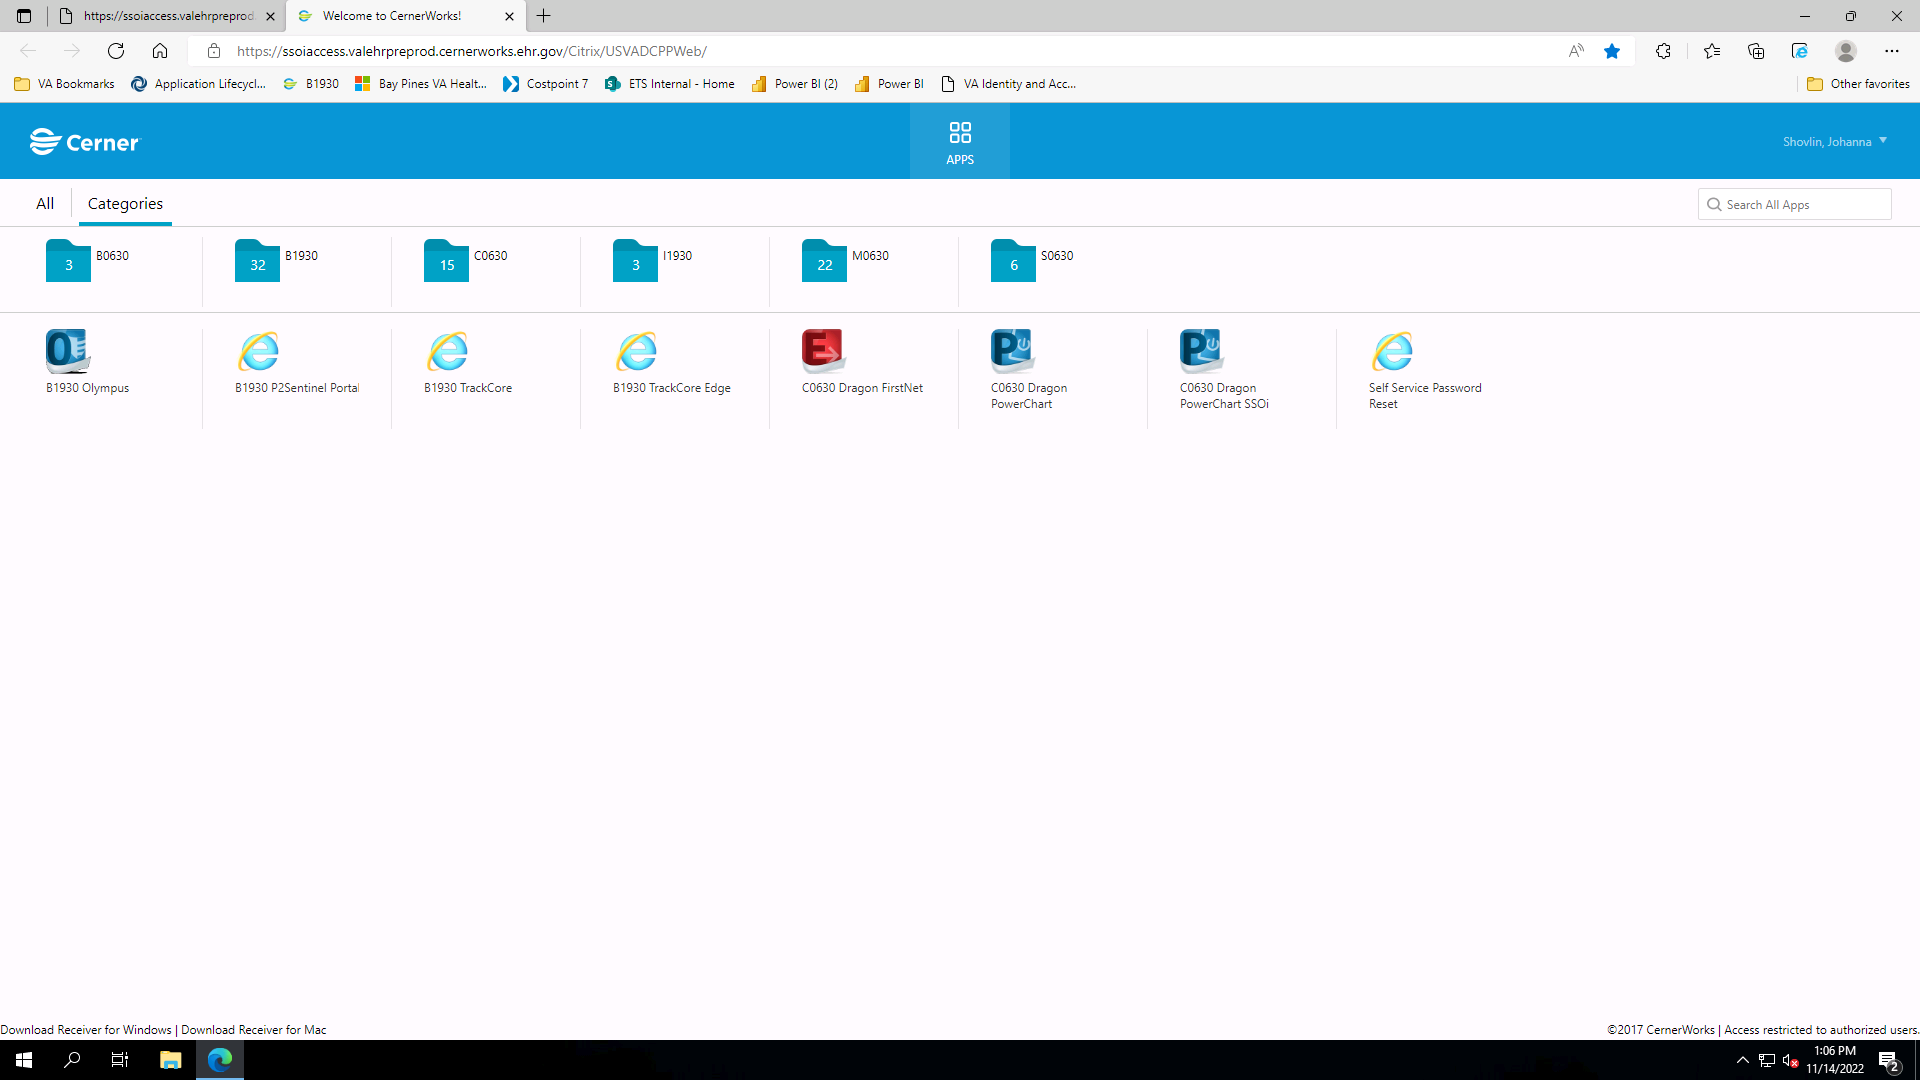 https://ssoiaccess.valehrpreprod. Welcome to CernerWorks!
https://ssoiaccess.valehrpreprod.cernerworks.ehr.gov/Citrix/USVADCPPWeb/
VA Bookmarks Application Lifecycl... B1930 Bay Pines VA Healt... Costpoint 7 ETS Internal - Home Power BI (2) Power BI VA Identity and Acc... Other favorites
Cerner
APPS
Shovlin, Johanna
All Categories Search All Apps
3 B0630 32 B1930 15 C0630 3 I1930 22 M0630 6 S0630
B1930 Olympus
B1930 P2Sentinel Portal
B1930 TrackCore
B1930 TrackCore Edge
C0630 Dragon FirstNet
C0630 Dragon
PowerChart
C0630 Dragon
PowerChart SSOi
Self Service Password
Reset
Download Receiver for Windows | Download Receiver for Mac ©2017 CernerWorks | Access restricted to authorized users.
1:06 PM
11/14/2022
2